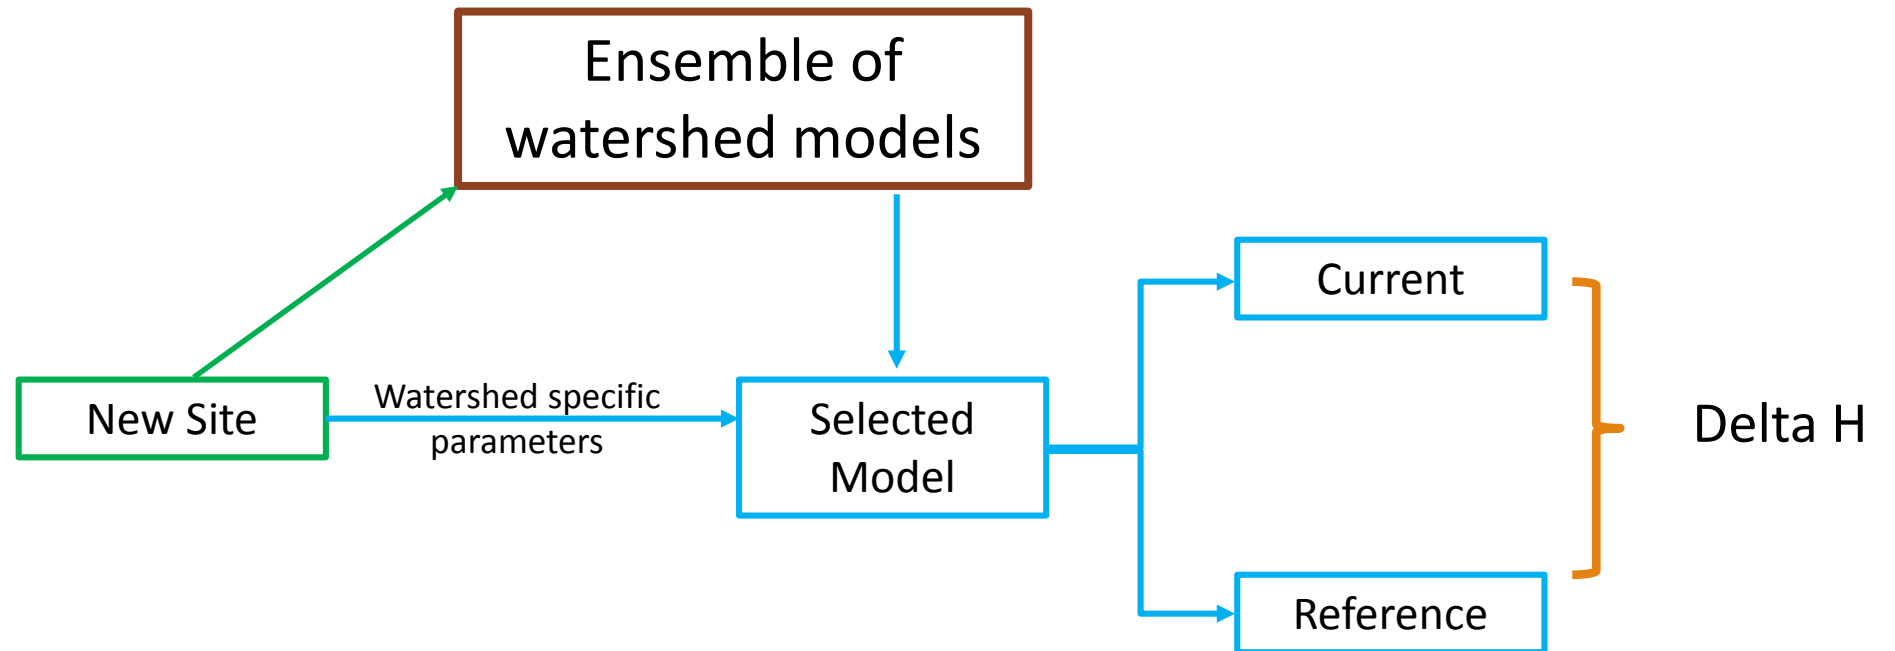 Ensemble of
watershed models
Current
New Site
Watershed specific
parameters
Selected
Model
Delta H
Reference